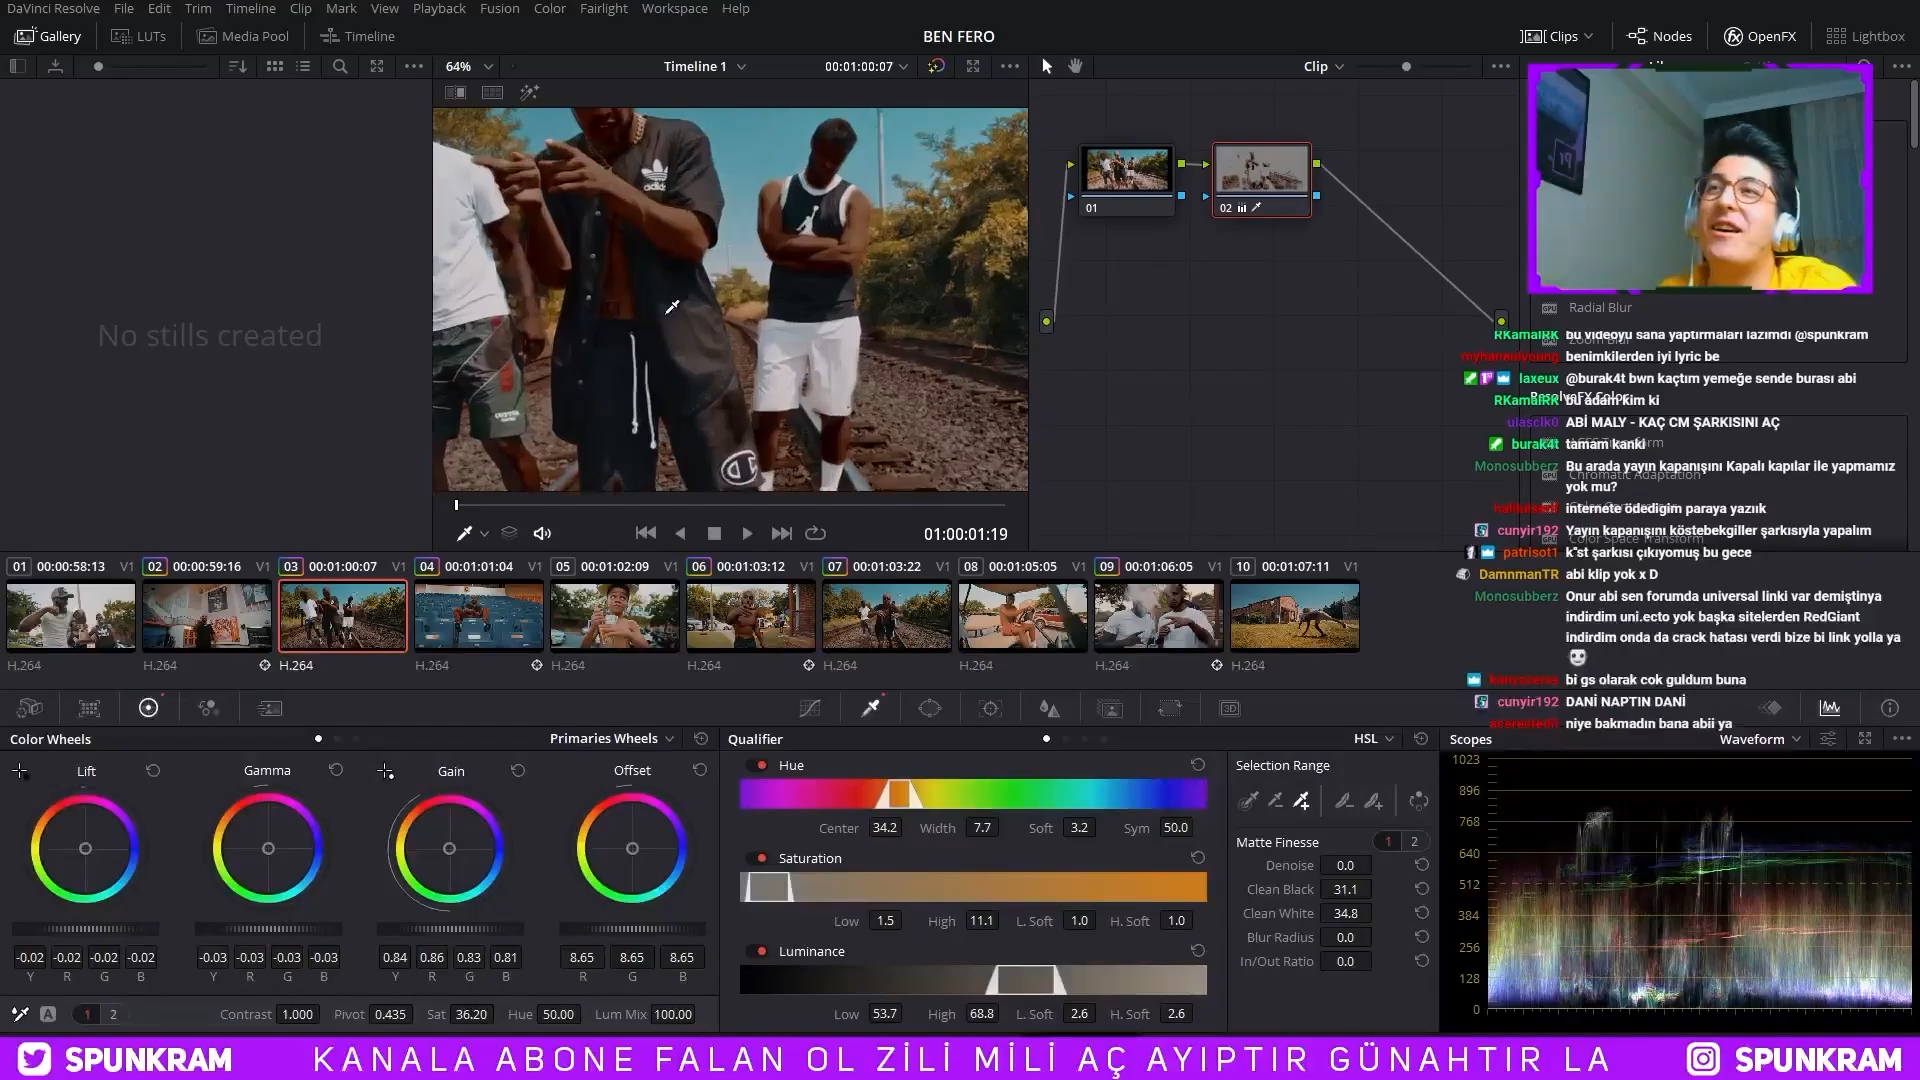 DaVinci Resolve File Edit Trim Timeline Clip Mark View Playback Fusion Color Fairlight Workspace Help
Gallery LUTs Media Pool Timeline BEN FERO Clips Nodes OpenFX Lightbox
64% Timeline 1 00:01:00:07 Clip
No stills created
adidas
01
02
01:00:01:19
Radial Blur
RKamalRK bu videoyu sana yaptırmaları lazımdı @spunkram
Zoom Blur
benimkilerden iyi lyric be
laxeux @burak4t bwn kaçtım yemeğe sende burası abi
ResolveFX Color
RKamalRK bu adam kim ki
ulasclk0 ABİ MALY - KAÇ CM ŞARKISINI AÇ
burak4t tamam kanki
Monosubberz Bu arada yayın kapanışını Kapalı kapılar ile yapmamız
yok mu?
Chromatic Adaptation
internete ödedigim paraya yazıık
cunyir192 Yayın kapanışını köstebekgiller şarkısıyla yapalım
Color Space Transform
patrisot1 k*st şarkısı çıkıyomuş bu gece
DamnmanTR abi klip yok x D
Monosubberz Onur abi sen forumda universal linki var demiştinya
indirdim uni.ecto yok başka sitelerden RedGiant
indirdim onda da crack hatası verdi bize bi link yolla ya
bi gs olarak cok guldum buna
cunyir192 DANİ NAPTIN DANİ
niye bakmadın bana abii ya
01 00:00:58:13 V1 02 00:00:59:16 V1 03 00:01:00:07 V1 04 00:01:01:04 V1 05 00:01:02:09 V1 06 00:01:03:12 V1 07 00:01:03:22 V1 08 00:01:05:05 V1 09 00:01:06:05 V1 10 00:01:07:11 V1
H.264 H.264 H.264 H.264 H.264 H.264 H.264 H.264 H.264 H.264
3D
Color Wheels Primaries Wheels
Lift Gamma Gain Offset
-0.02 -0.02 -0.02 -0.02 -0.03 -0.03 -0.03 -0.03 0.84 0.86 0.83 0.81 8.65 8.65 8.65
Y R G B Y R G B Y R G B R G B
A 1 2 Contrast 1.000 Pivot 0.435 Sat 36.20 Hue 50.00 Lum Mix 100.00
Qualifier HSL
Hue
Center 34.2 Width 7.7 Soft 3.2 Sym 50.0
Saturation
Low 1.5 High 11.1 L. Soft 1.0 H. Soft 1.0
Luminance
Low 53.7 High 68.8 L. Soft 2.6 H. Soft 2.6
Selection Range
Matte Finesse 1 2
Denoise 0.0
Clean Black 31.1
Clean White 34.8
Blur Radius 0.0
In/Out Ratio 0.0
Scopes Waveform
1023
896
768
640
512
384
256
128
0
SPUNKRAM KANALA ABONE FALAN OL ZİLİ MİLİ AÇ AYIPTIR GÜNAHTIR LA SPUNKRAM